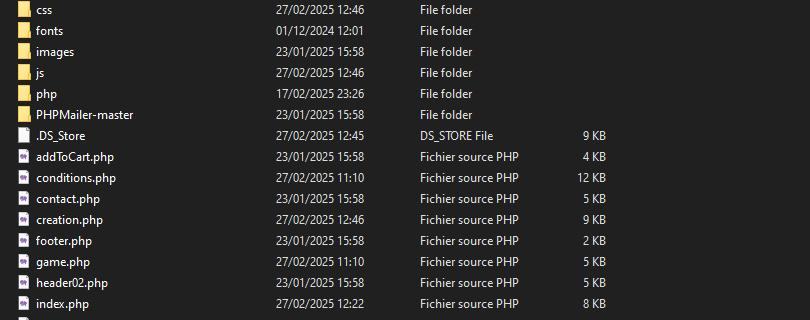 css 27/02/2025 12:46 File folder
fonts 01/12/2024 12:01 File folder
images 23/01/2025 15:58 File folder
js 27/02/2025 12:46 File folder
php 17/02/2025 23:26 File folder
PHPMailer-master 23/01/2025 15:58 File folder
.DS_Store 27/02/2025 12:45 DS_STORE File 9 KB
addToCart.php 23/01/2025 15:58 Fichier source PHP 4 KB
conditions.php 27/02/2025 11:10 Fichier source PHP 12 KB
contact.php 23/01/2025 15:58 Fichier source PHP 5 KB
creation.php 27/02/2025 12:46 Fichier source PHP 9 KB
footer.php 23/01/2025 15:58 Fichier source PHP 2 KB
game.php 27/02/2025 11:10 Fichier source PHP 5 KB
header02.php 23/01/2025 15:58 Fichier source PHP 5 KB
index.php 27/02/2025 12:22 Fichier source PHP 8 KB